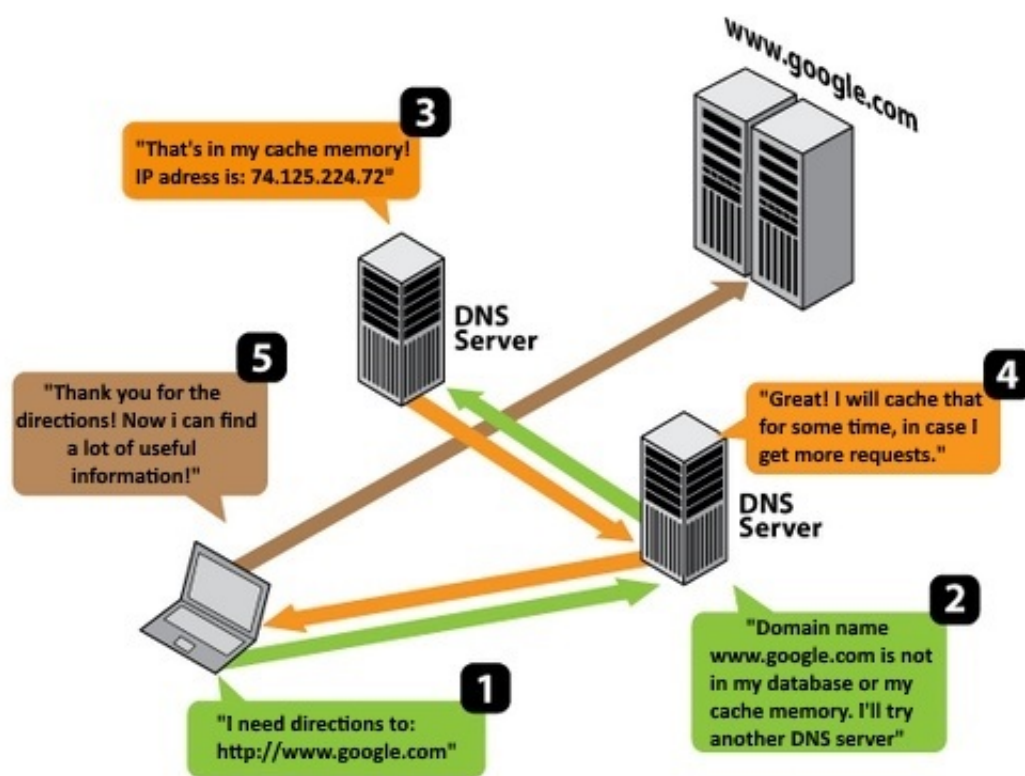 www.google.com
3
"That's in my cache memory!
IP adress is: 74.125.224.72"
DNS
Server
5
"Thank you for the
directions! Now i can find
a lot of useful
information!"
4
"Great! I will cache that
for some time, in case I
get more requests."
DNS
Server
2
"Domain name
www.google.com is not
in my database or my
cache memory. I'll try
another DNS server"
1
"I need directions to:
http://www.google.com"